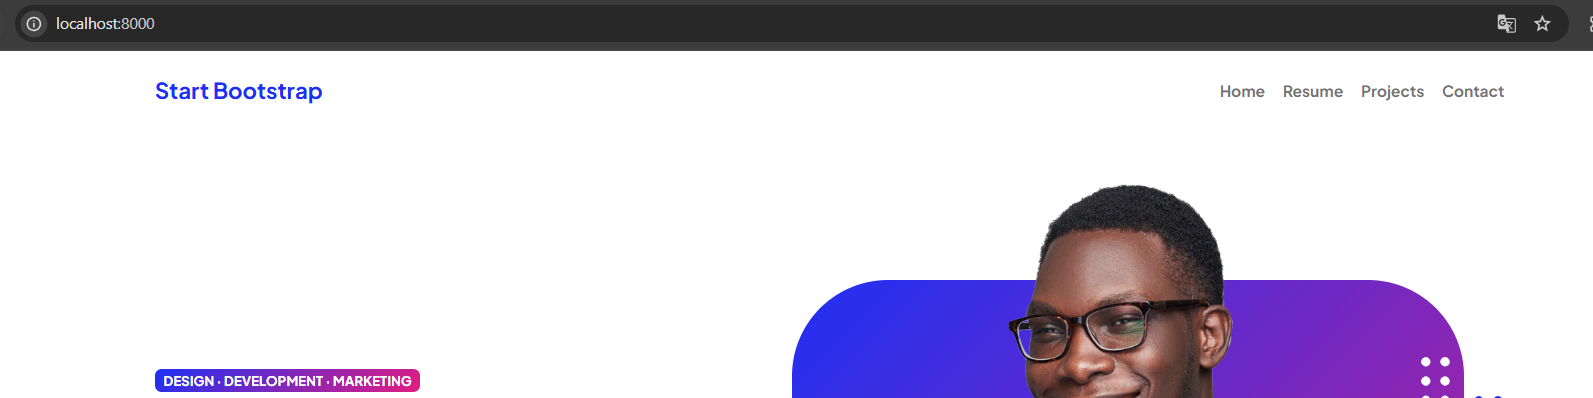 localhost:8000
Start Bootstrap
Home Resume Projects Contact
DESIGN · DEVELOPMENT · MARKETING